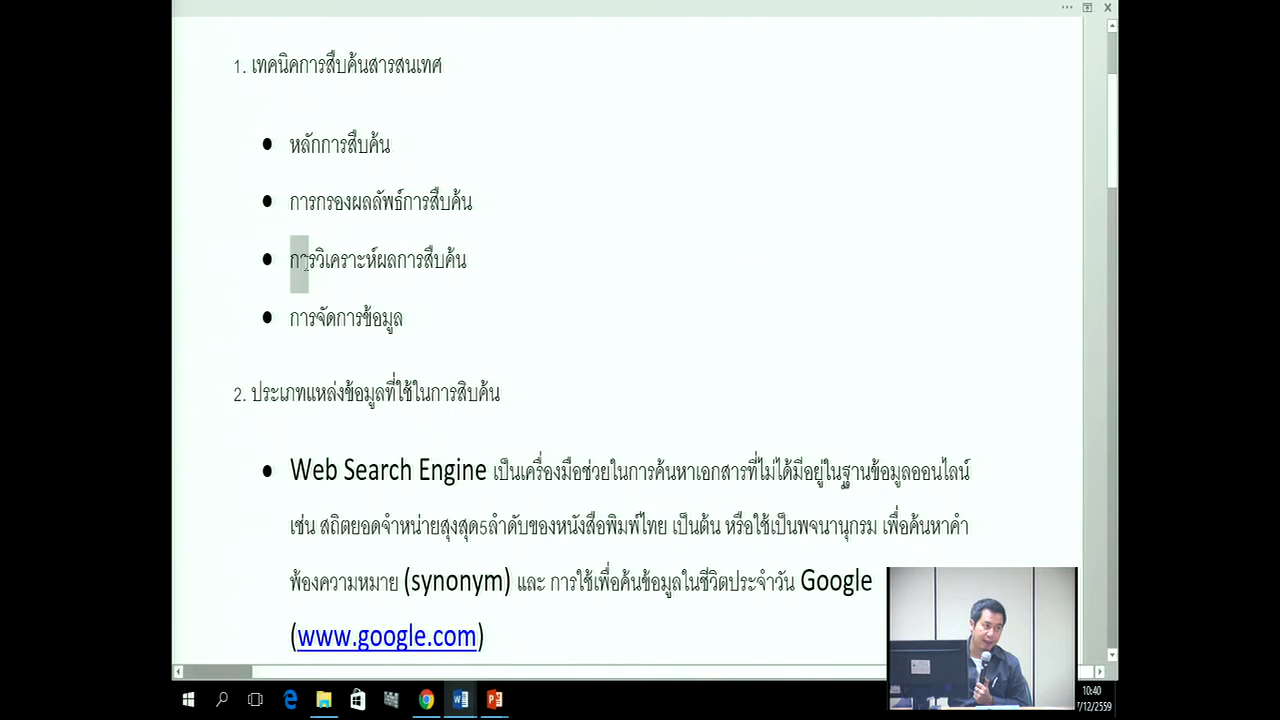 1. เทคนิคการสืบค้นสารสนเทศ
● หลักการสืบค้น
● การกรองผลลัพธ์การสืบค้น
● การวิเคราะห์ผลการสืบค้น
● การจัดการข้อมูล
2. ประเภทแหล่งข้อมูลที่ใช้ในการสิบค้น
● Web Search Engine เป็นเครื่องมือช่วยในการค้นหาเอกสารที่ไม่ได้มีอยู่ในฐานข้อมูลออนไลน์
เช่น สถิตยอดจำหน่ายสุงสุด5ลำดับของหนังสือพิมพ์ไทย เป็นต้น หรือใช้เป็นพจนานุกรม เพื่อค้นหาคำ
พ้องความหมาย (synonym) และ การใช้เพื่อค้นข้อมูลในชีวิตประจำวัน Google
(www.google.com)
10:40
7/12/2559